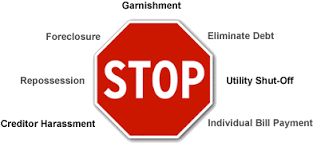 Garnishment
Foreclosure
Eliminate Debt
Repossession
STOP
Utility Shut-Off
Creditor Harassment
Individual Bill Payment